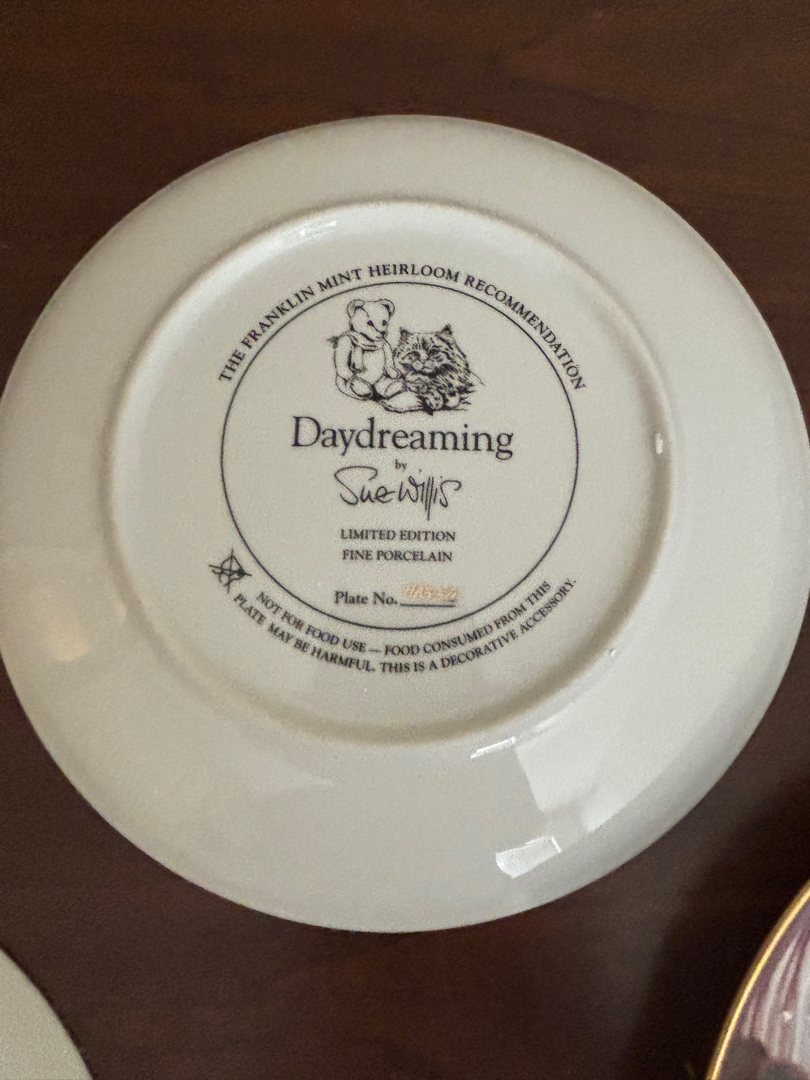 THE FRANKLIN MINT HEIRLOOM RECOMMENDATION
Daydreaming
by
Sue Willis
LIMITED EDITION
FINE PORCELAIN
Plate No.
NOT FOR FOOD USE — FOOD CONSUMED FROM THIS
PLATE MAY BE HARMFUL. THIS IS A DECORATIVE ACCESSORY.